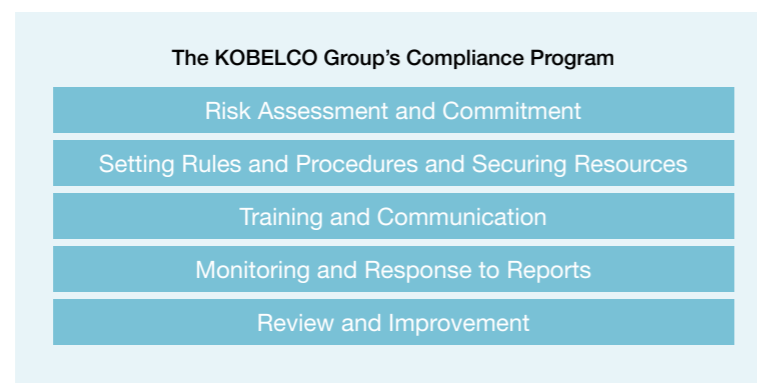 The KOBELCO Group's Compliance Program
Risk Assessment and Commitment
Setting Rules and Procedures and Securing Resources
Training and Communication
Monitoring and Response to Reports
Review and Improvement